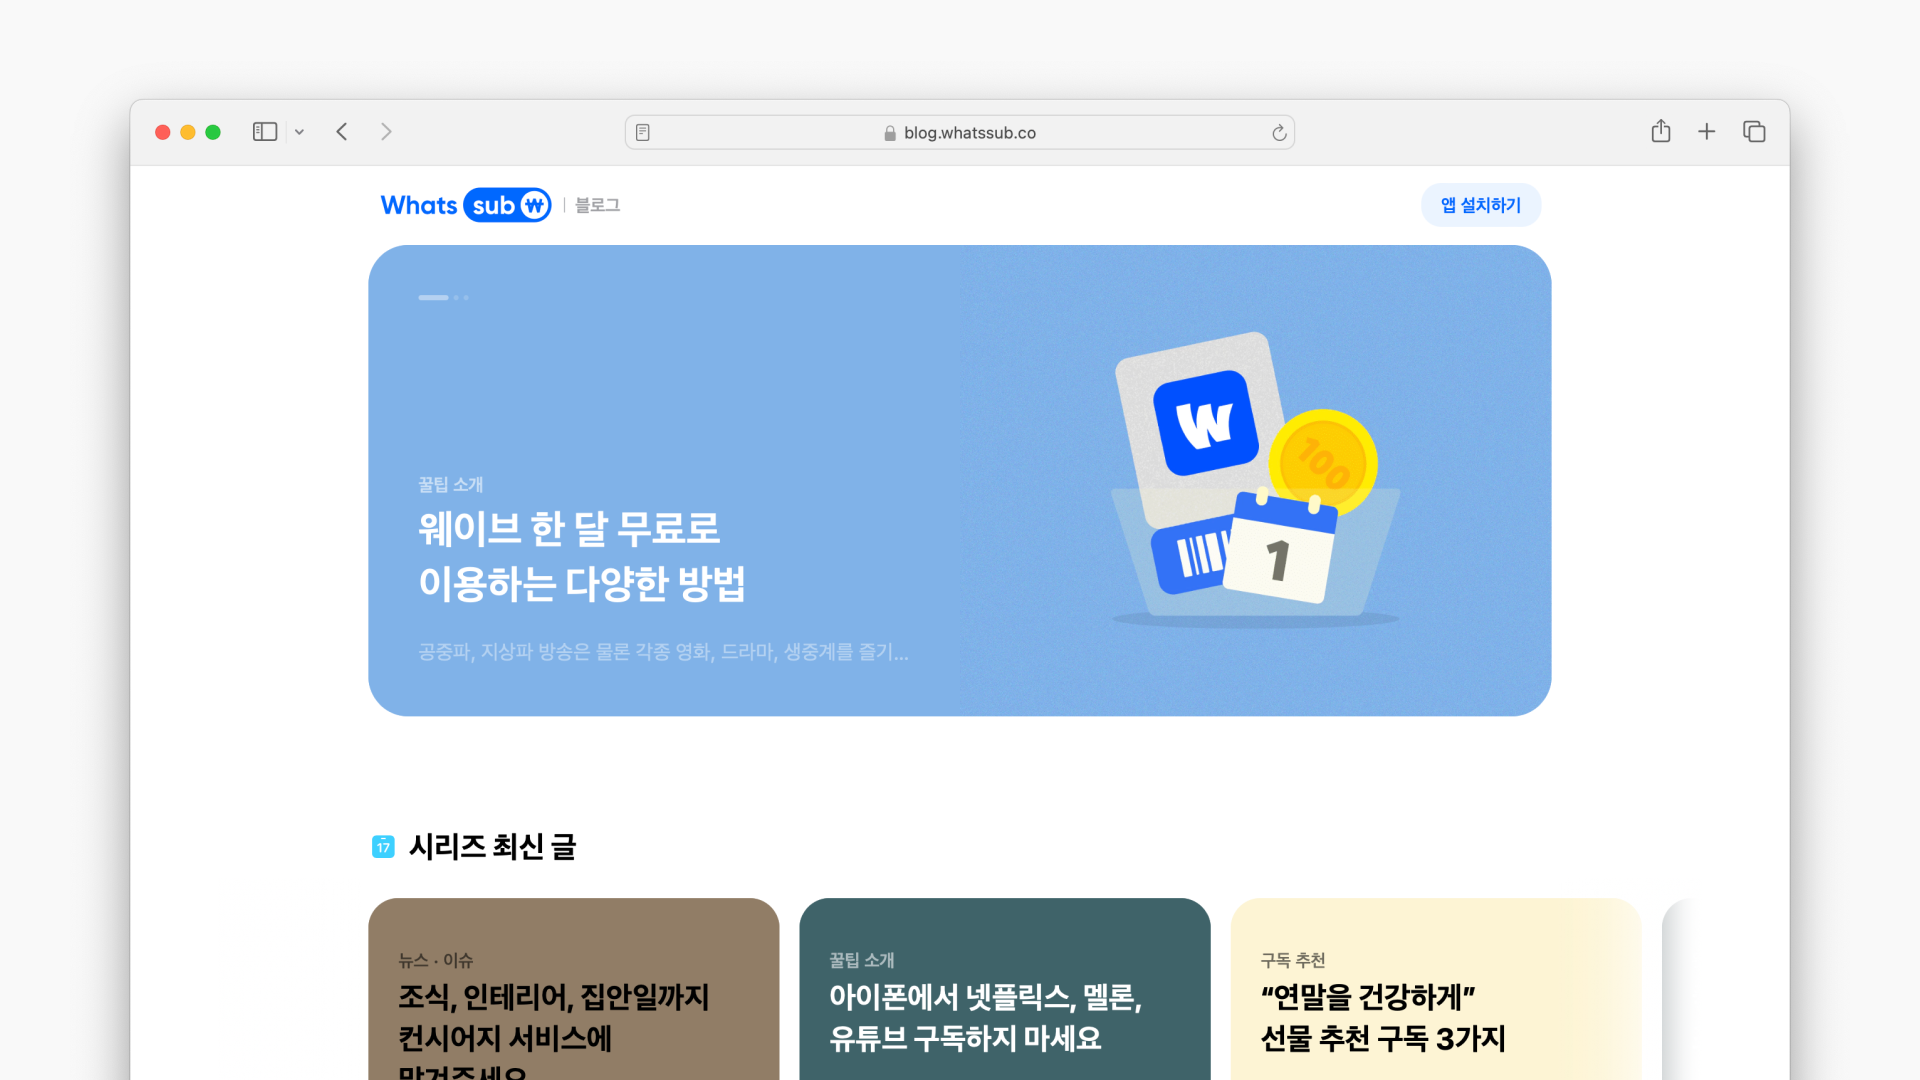 blog.whatssub.co
Whats sub ₩ | 블로그
앱 설치하기
꿀팁 소개
웨이브 한 달 무료로
이용하는 다양한 방법
공중파, 지상파 방송은 물론 각종 영화, 드라마, 생중계를 즐기...
W
100
1
17 시리즈 최신 글
뉴스 · 이슈
조식, 인테리어, 집안일까지
컨시어지 서비스에
맡겨주세요
꿀팁 소개
아이폰에서 넷플릭스, 멜론,
유튜브 구독하지 마세요
구독 추천
“연말을 건강하게”
선물 추천 구독 3가지